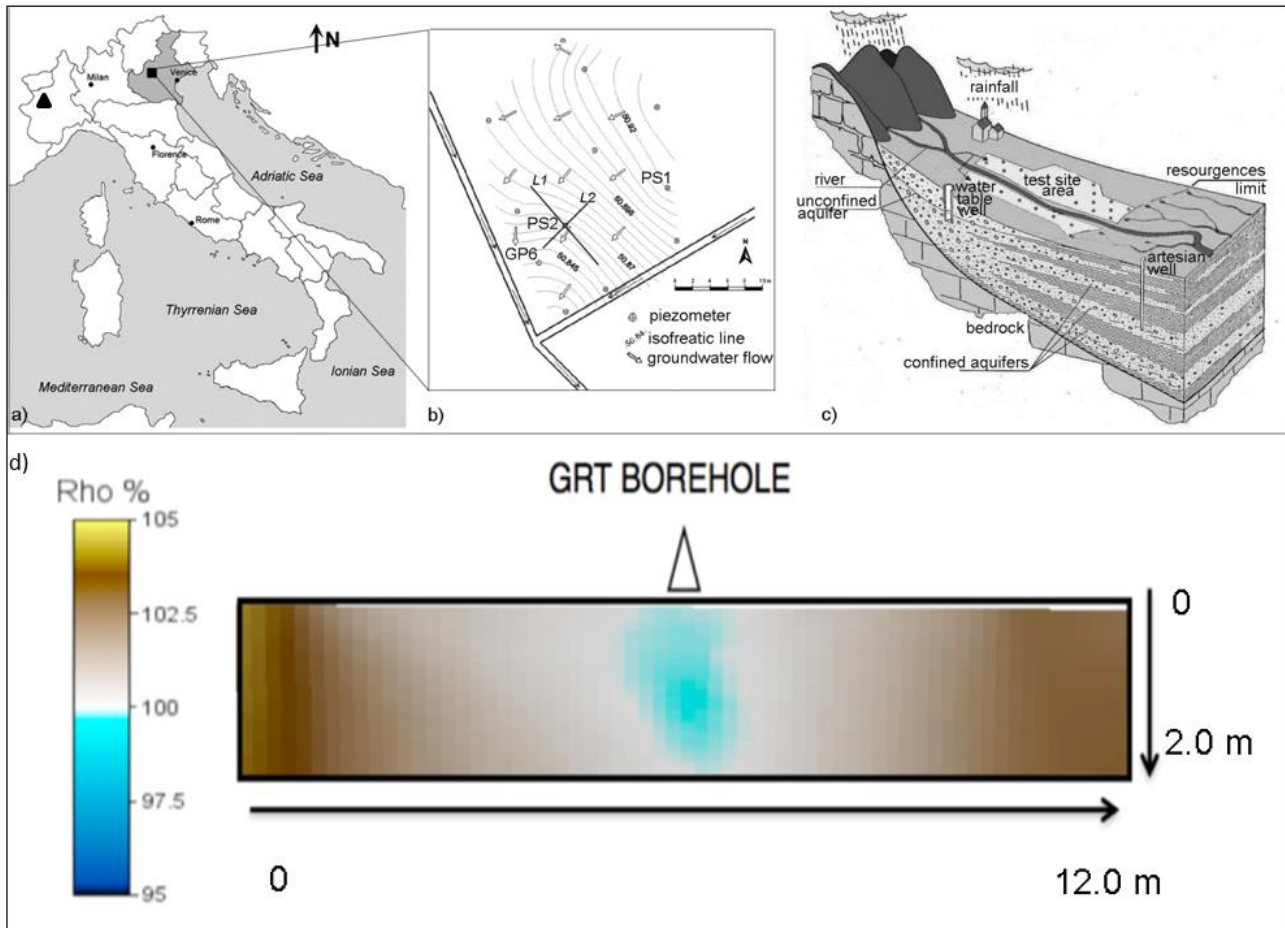 N
Milan
Venice
Florence
Adriatic Sea
Rome
Thyrrenian Sea
Ionian Sea
Mediterranean Sea
a)
50.92
PS1
L1
L2
50.895
PS2
GP6
50.845
50.87
N
piezometer
isofreatic line
groundwater flow
b)
rainfall
river
unconfined
aquifer
water
table
well
test site
area
resurgences
limit
artesian
well
bedrock
confined aquifers
c)
d)
Rho %
105
102.5
100
97.5
95
GRT BOREHOLE
0
2.0 m
0
12.0 m